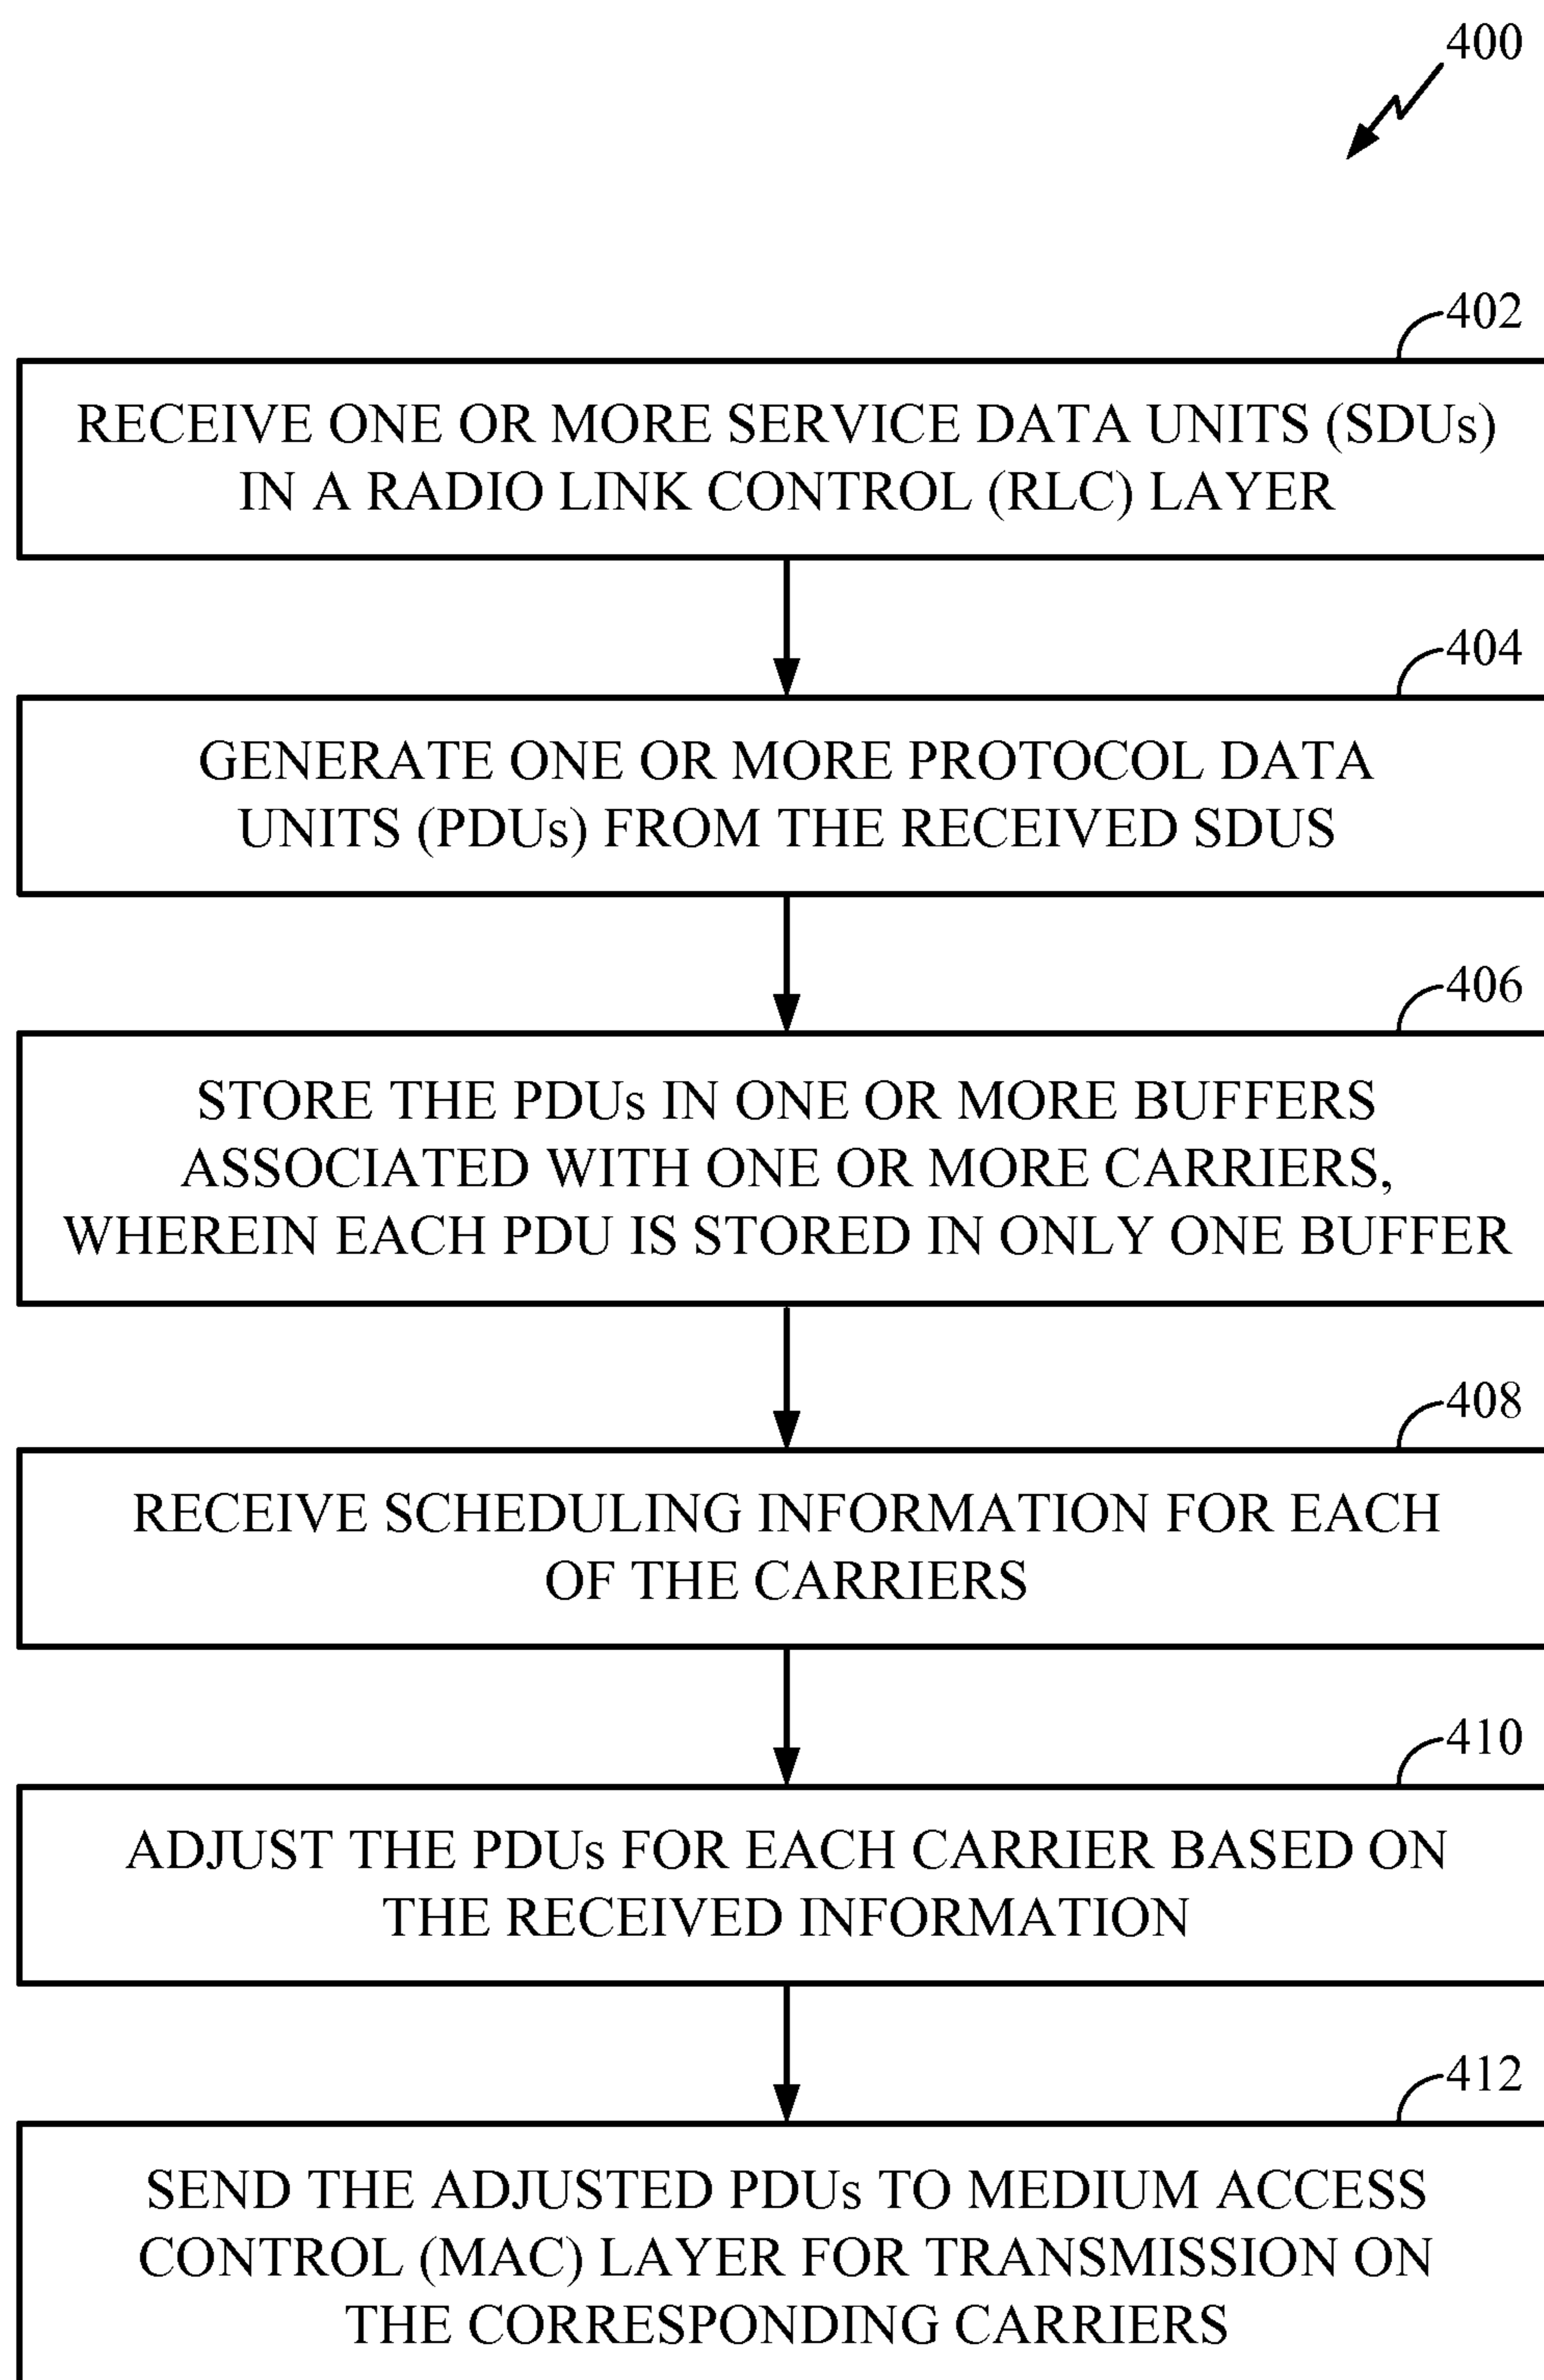 400
402
RECEIVE ONE OR MORE SERVICE DATA UNITS (SDUs)
IN A RADIO LINK CONTROL (RLC) LAYER
404
GENERATE ONE OR MORE PROTOCOL DATA
UNITS (PDUs) FROM THE RECEIVED SDUS
406
STORE THE PDUs IN ONE OR MORE BUFFERS
ASSOCIATED WITH ONE OR MORE CARRIERS,
WHEREIN EACH PDU IS STORED IN ONLY ONE BUFFER
408
RECEIVE SCHEDULING INFORMATION FOR EACH
OF THE CARRIERS
410
ADJUST THE PDUs FOR EACH CARRIER BASED ON
THE RECEIVED INFORMATION
412
SEND THE ADJUSTED PDUs TO MEDIUM ACCESS
CONTROL (MAC) LAYER FOR TRANSMISSION ON
THE CORRESPONDING CARRIERS